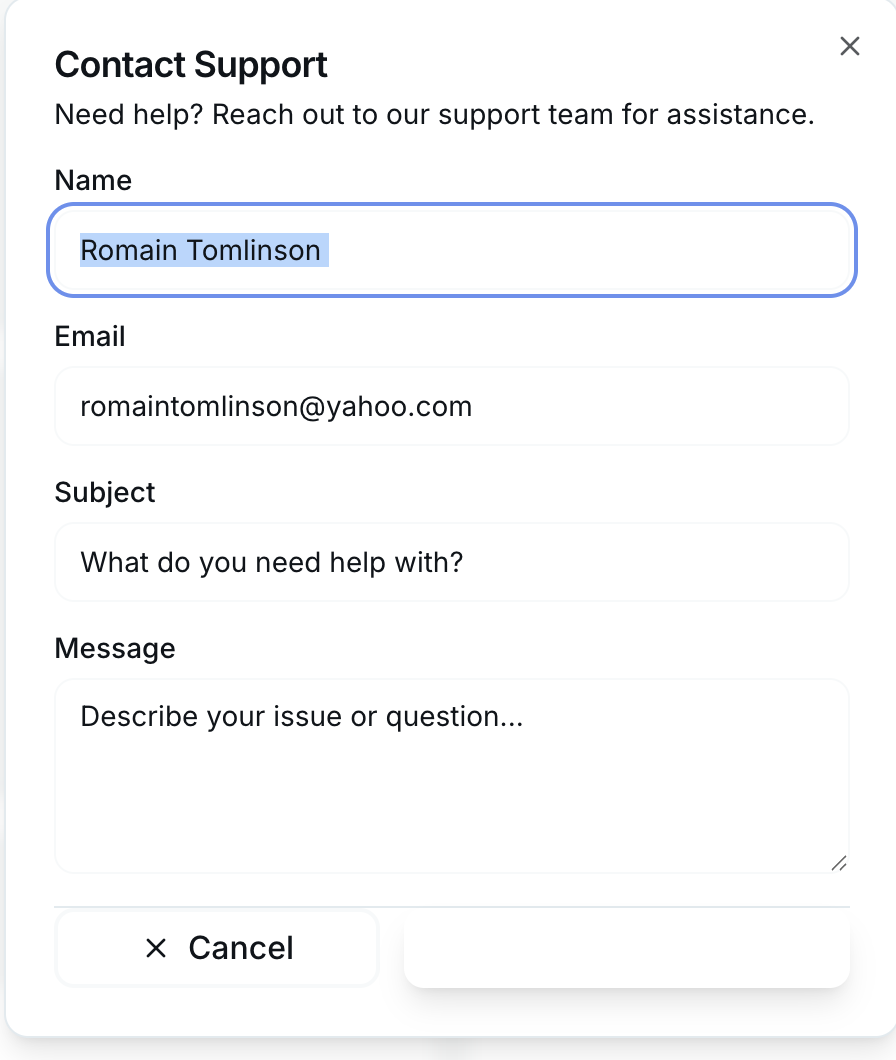 Contact Support
Need help? Reach out to our support team for assistance.
Name
Romain Tomlinson
Email
romaintomlinson@yahoo.com
Subject
What do you need help with?
Message
Describe your issue or question...
Cancel